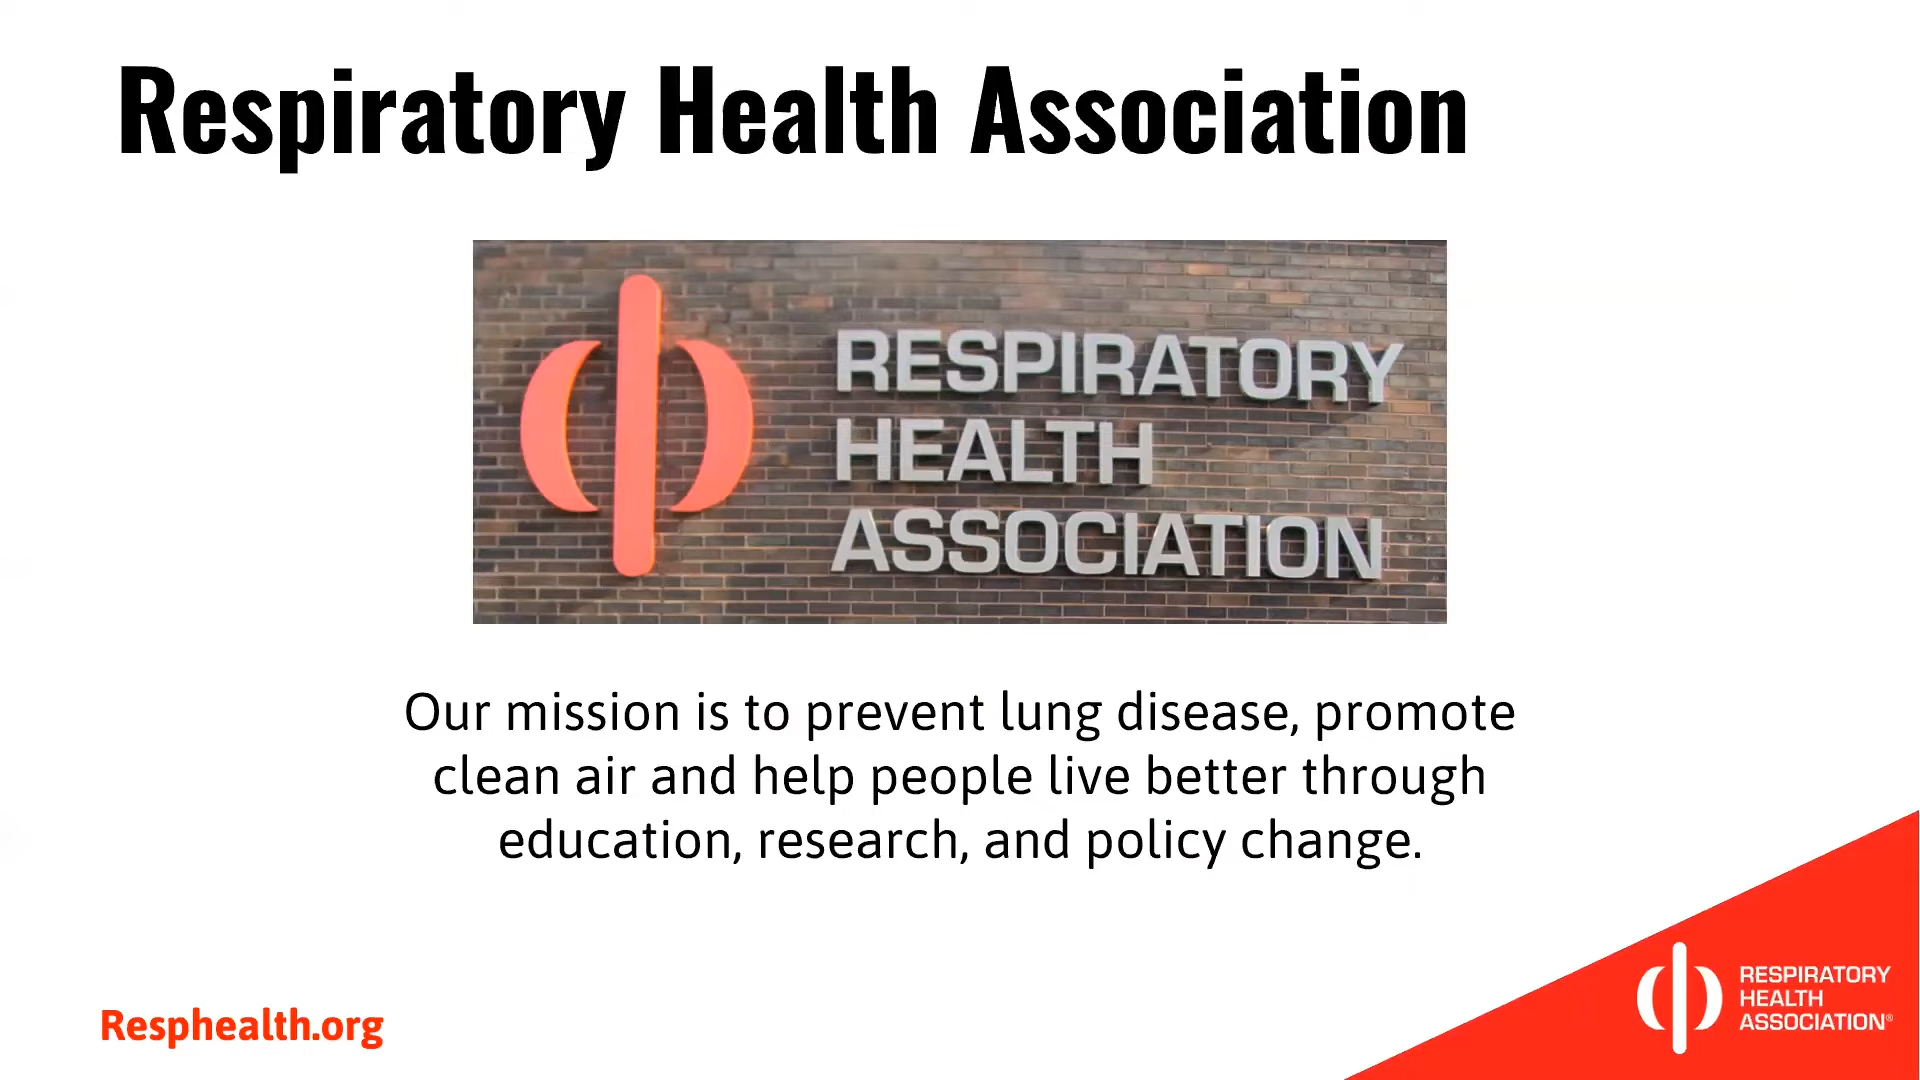 Respiratory Health Association
RESPIRATORY
HEALTH
ASSOCIATION
Our mission is to prevent lung disease, promote
clean air and help people live better through
education, research, and policy change.
Resphealth.org
RESPIRATORY
HEALTH
ASSOCIATION®